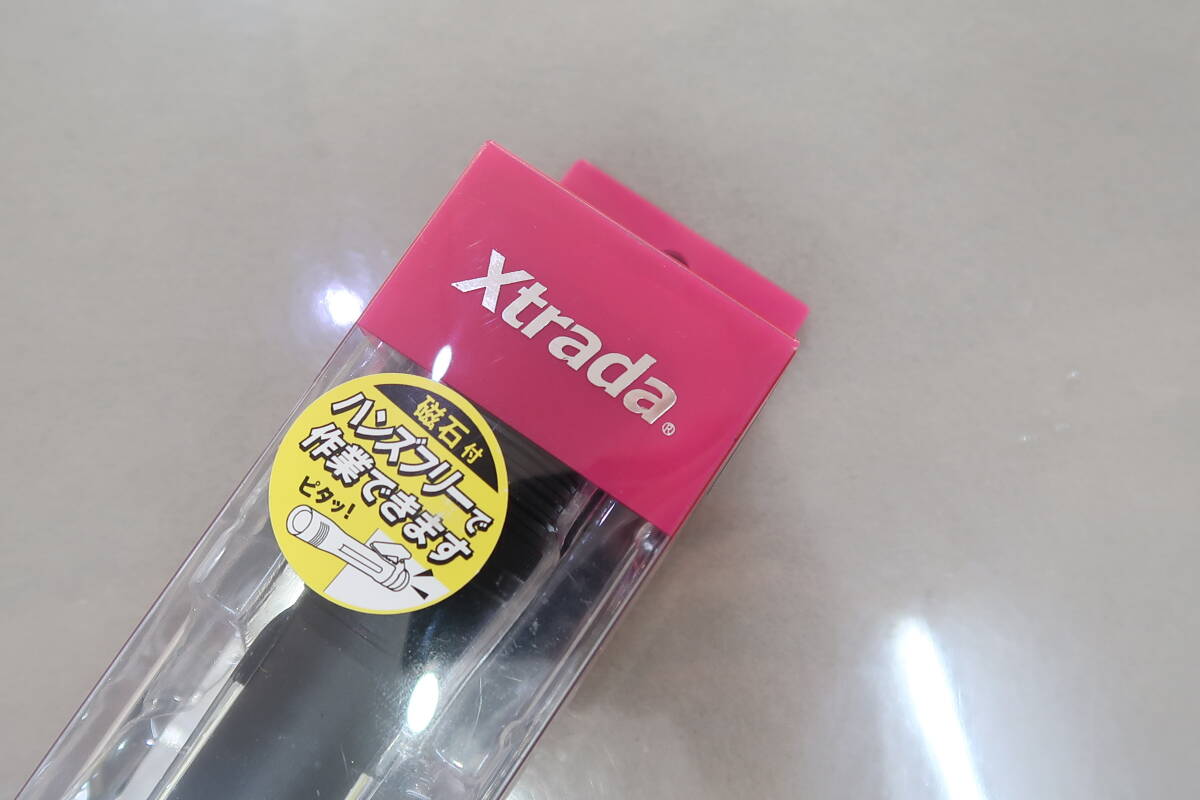 Xtrada®
磁石付
ハンズフリーで
作業できます
ピタッ!